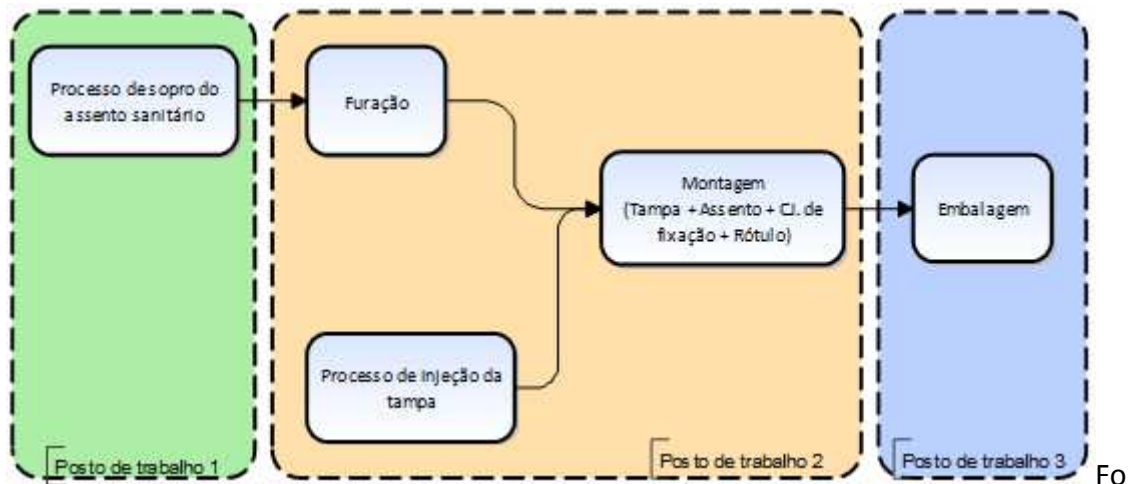 Processo de sopro do
assento sanitário
Furação
Montagem
(Tampa + Assento + CJ. de
fixação + Rótulo)
Embalagem
Processo de injeção da
tampa
Posto de trabalho 1
Posto de trabalho 2
Posto de trabalho 3
Fo